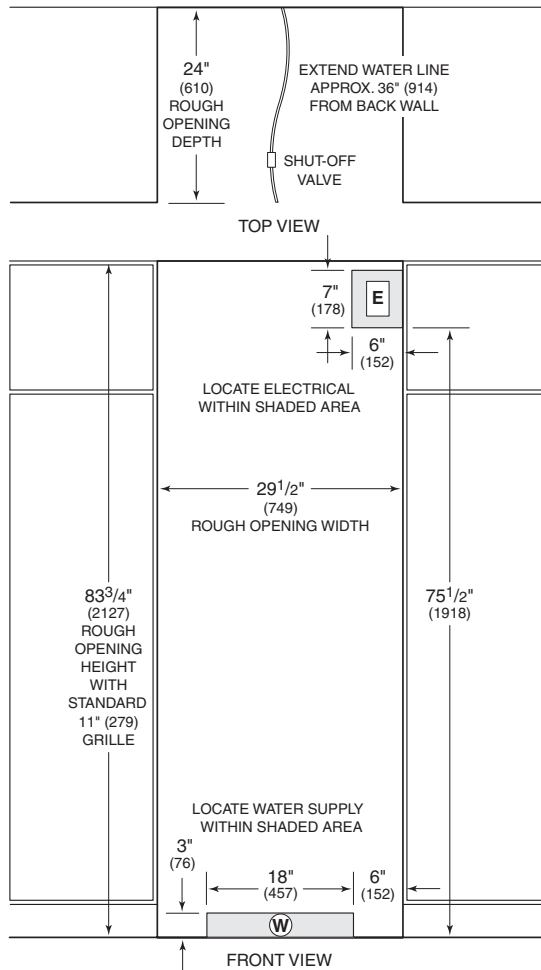 24"
(610)
ROUGH
OPENING
DEPTH
EXTEND WATER LINE
APPROX. 36" (914)
FROM BACK WALL
SHUT-OFF
VALVE
TOP VIEW
7"
(178)
E
6"
(152)
LOCATE ELECTRICAL
WITHIN SHADED AREA
29 1/2"
(749)
ROUGH OPENING WIDTH
83 3/4"
(2127)
ROUGH
OPENING
HEIGHT
WITH
STANDARD
11" (279)
GRILLE
75 1/2"
(1918)
LOCATE WATER SUPPLY
WITHIN SHADED AREA
3"
(76)
18"
(457)
6"
(152)
W
FRONT VIEW